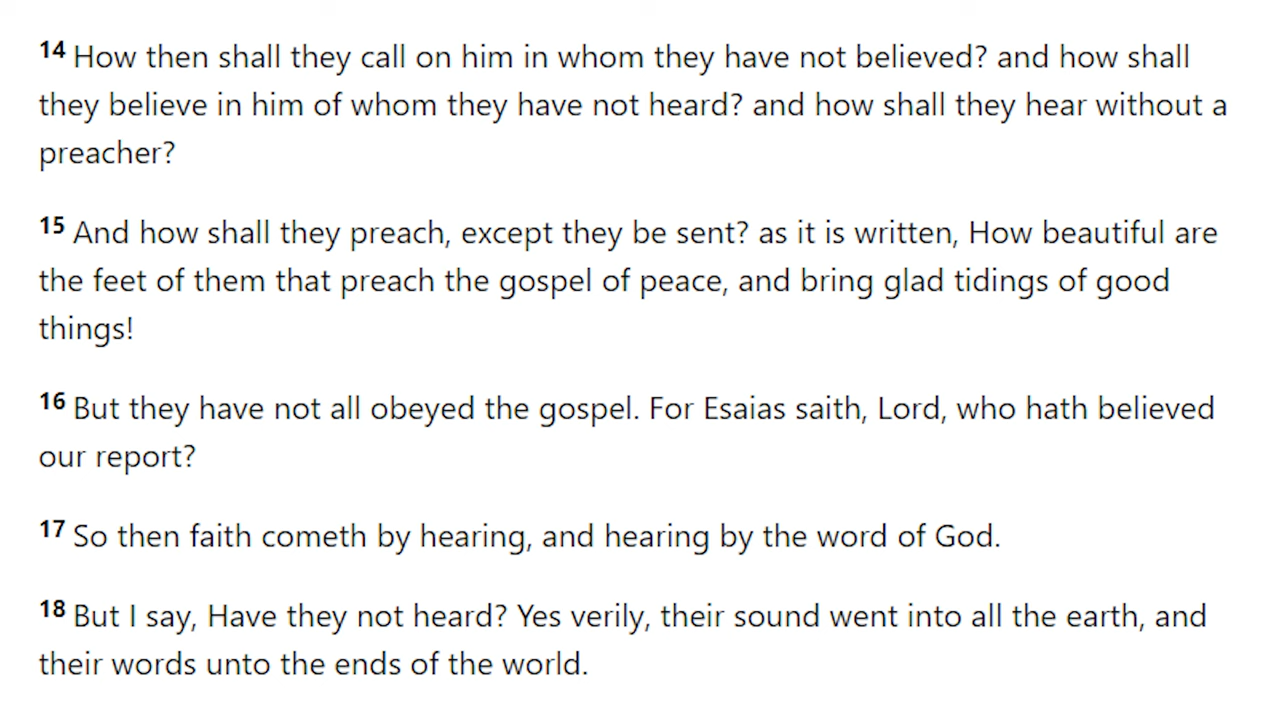 14 How then shall they call on him in whom they have not believed? and how shall
they believe in him of whom they have not heard? and how shall they hear without a
preacher?
15 And how shall they preach, except they be sent? as it is written, How beautiful are
the feet of them that preach the gospel of peace, and bring glad tidings of good
things!
16 But they have not all obeyed the gospel. For Esaias saith, Lord, who hath believed
our report?
17 So then faith cometh by hearing, and hearing by the word of God.
18 But I say, Have they not heard? Yes verily, their sound went into all the earth, and
their words unto the ends of the world.